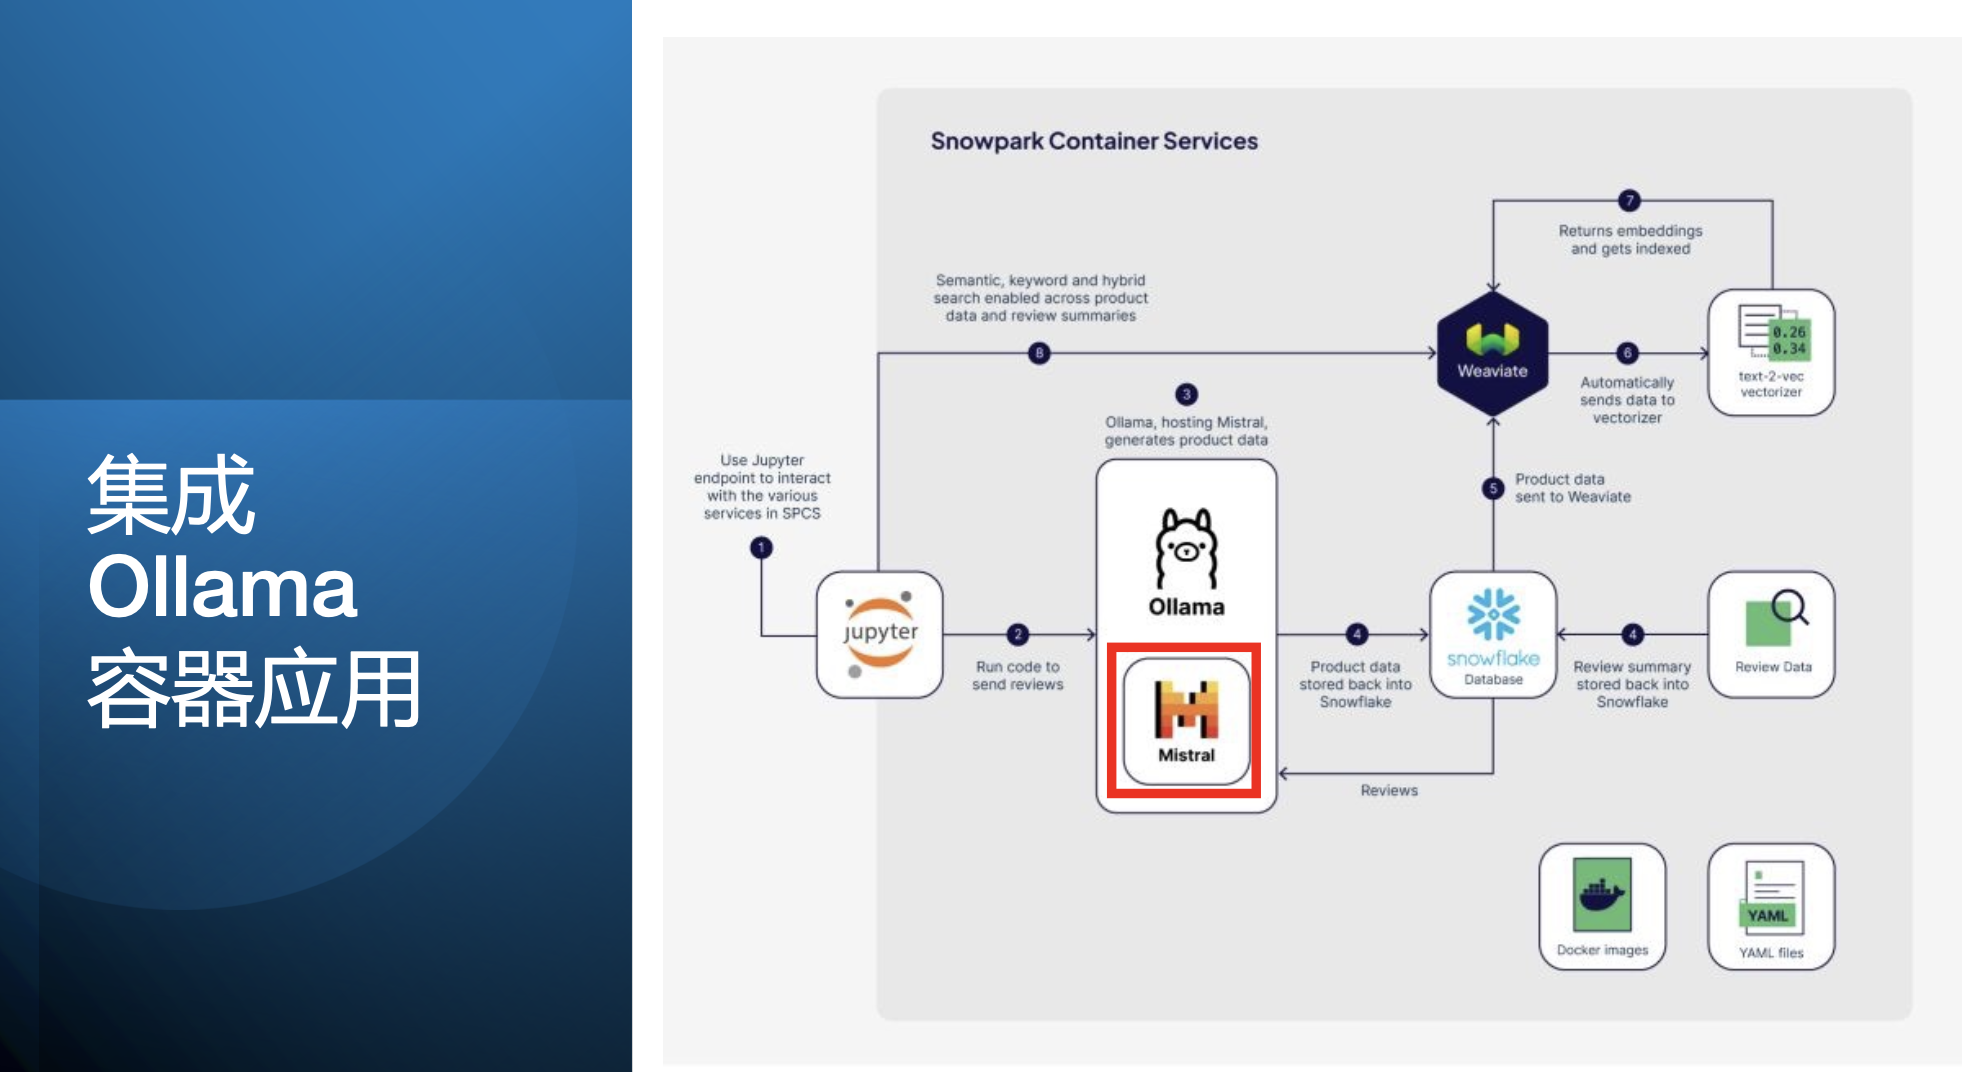 集成
Ollama
容器应用
Snowpark Container Services
7
Returns embeddings
and gets indexed
Semantic, keyword and hybrid
search enabled across product
data and review summaries
8
Weaviate
6
Automatically
sends data to
vectorizer
0.26
0.34
text-2-vec
vectorizer
3
Ollama, hosting Mistral,
generates product data
Use Jupyter
endpoint to interact
with the various
services in SPCS
1
5
Product data
sent to Weaviate
jupyter
2
Run code to
send reviews
Ollama
Mistral
4
Product data
stored back into
Snowflake
snowflake
Database
4
Review summary
stored back into
Snowflake
Review Data
Reviews
Docker images
YAML
YAML files